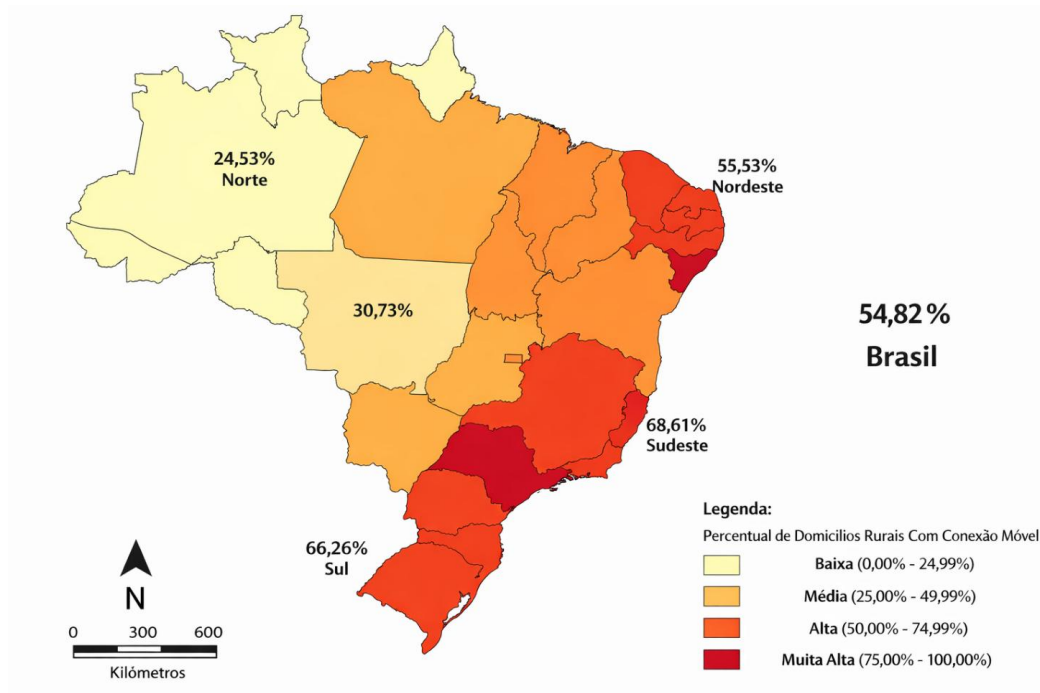 24,53%
Norte
55,53%
Nordeste
30,73%
54,82 %
Brasil
68,61%
Sudeste
66,26%
Sul
N
0 300 600
Kilómetros
Legenda:
Percentual de Domicilios Rurais Com Conexão Móvel
Baixa (0,00% - 24,99%)
Média (25,00% - 49,99%)
Alta (50,00% - 74,99%)
Muita Alta (75,00% - 100,00%)